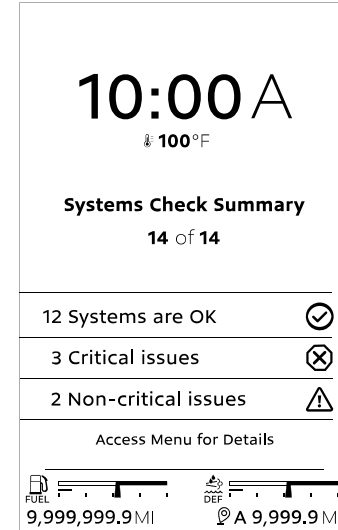 10:00 A
100°F
Systems Check Summary
14 of 14
12 Systems are OK
3 Critical issues
2 Non-critical issues
Access Menu for Details
FUEL DEF
9,999,999.9 MI A 9,999.9 M